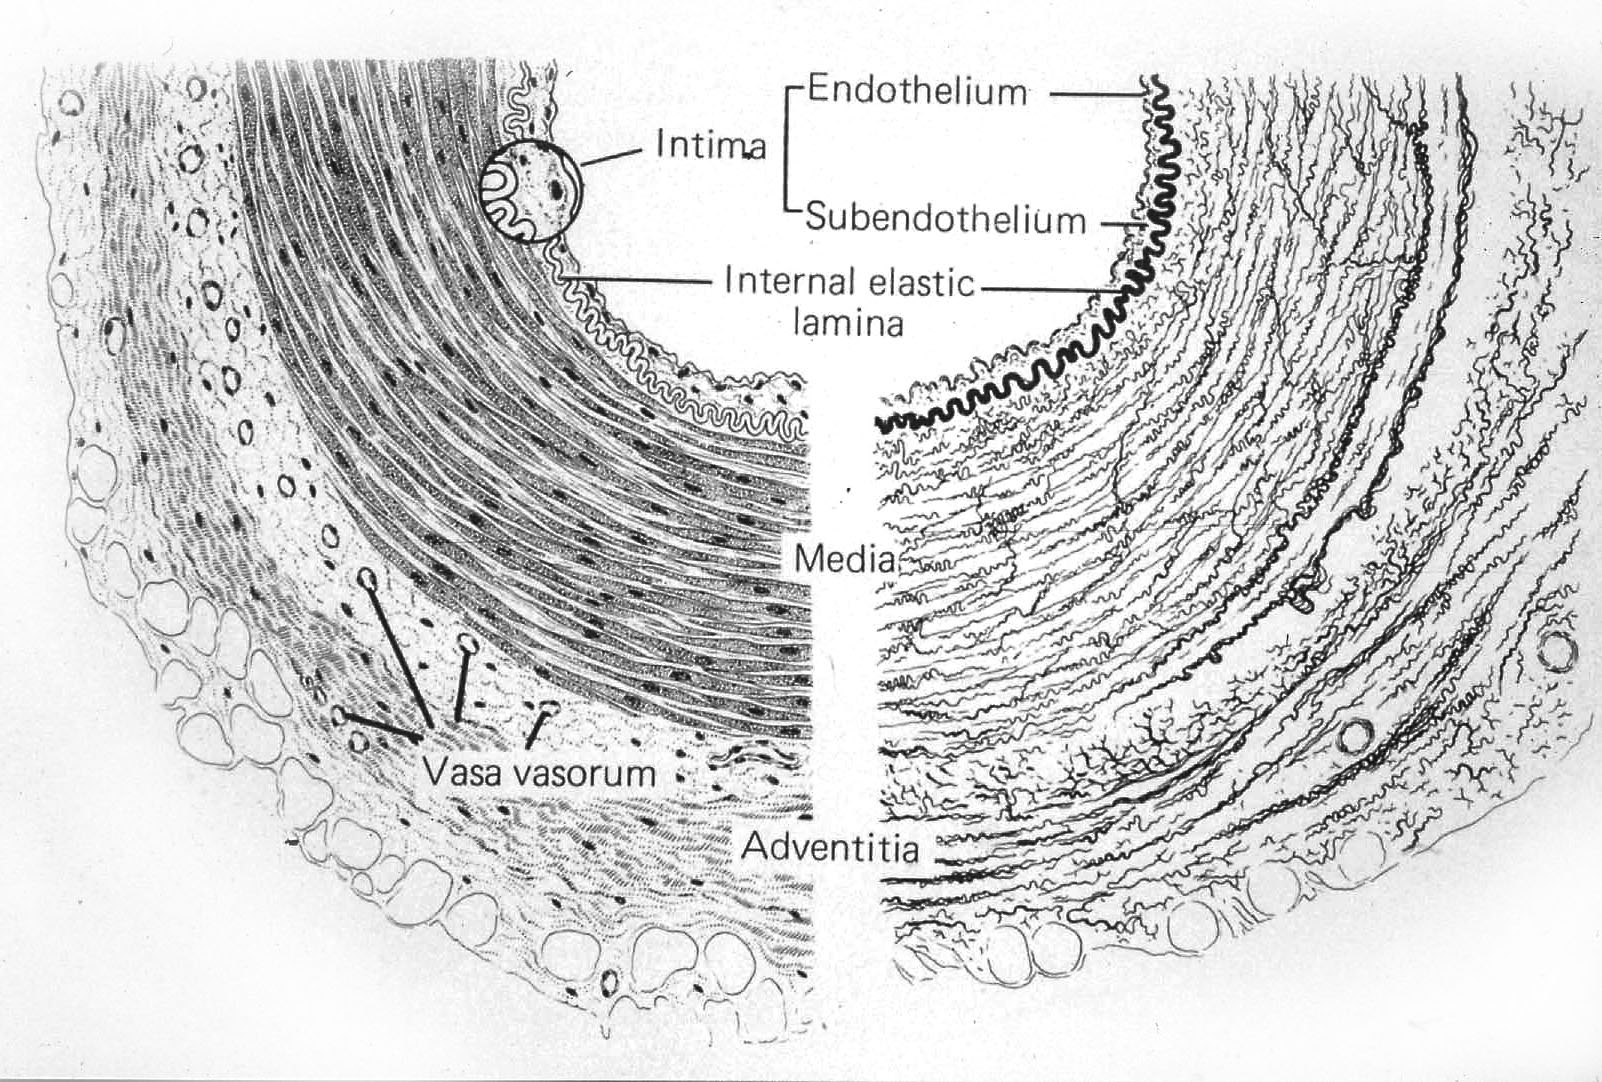 Endothelium
Intima
Subendothelium
Internal elastic
lamina
Media
Vasa vasorum
Adventitia